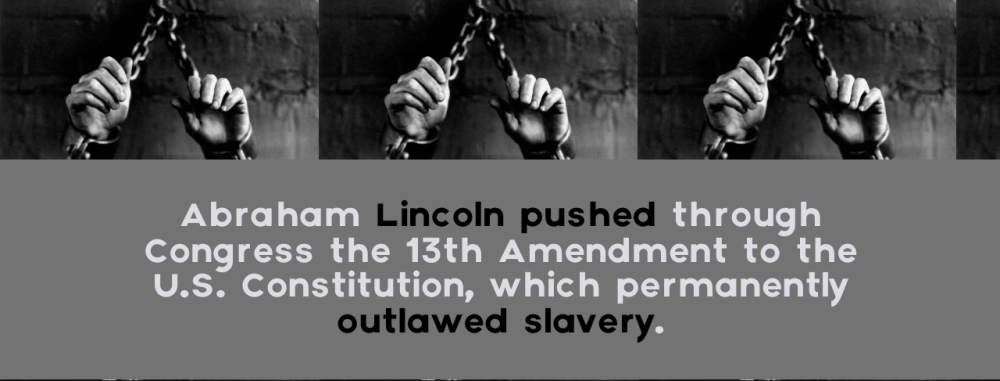 Abraham Lincoln pushed through
Congress the 13th Amendment to the
U.S. Constitution, which permanently
outlawed slavery.